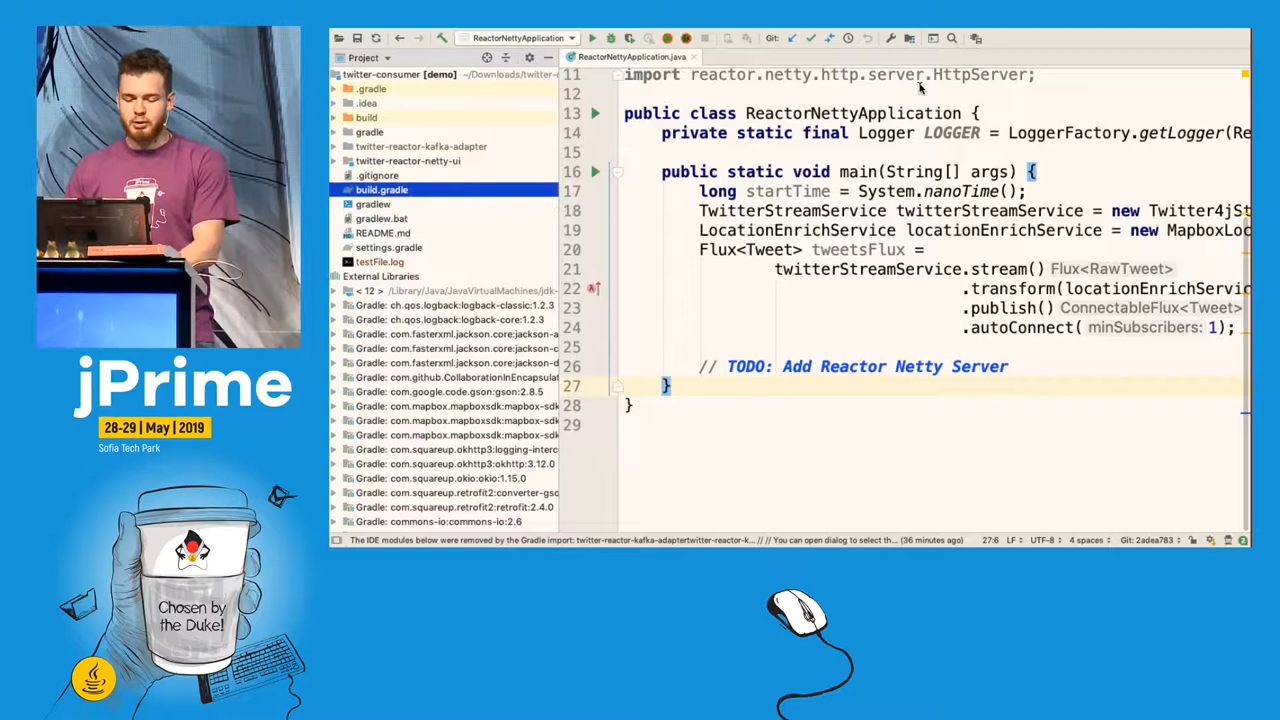 jPrime
28-29 | May | 2019
Sofia Tech Park
Chosen by
the Duke!
ReactorNettyApplication
Git:
Project
ReactorNettyApplication.java
twitter-consumer [demo] ~/Downloads/twitter-
.gradle
.idea
build
gradle
twitter-reactor-kafka-adapter
twitter-reactor-netty-ui
.gitignore
build.gradle
gradlew
gradlew.bat
README.md
settings.gradle
testFile.log
External Libraries
< 12 > /Library/Java/JavaVirtualMachines/jdk-
Gradle: ch.qos.logback:logback-classic:1.2.3
Gradle: ch.qos.logback:logback-core:1.2.3
Gradle: com.fasterxml.jackson.core:jackson-a
Gradle: com.fasterxml.jackson.core:jackson-c
Gradle: com.fasterxml.jackson.core:jackson-d
Gradle: com.github.CollaborationInEncapsulat
Gradle: com.google.code.gson:gson:2.8.5
Gradle: com.mapbox.mapboxsdk:mapbox-sd
Gradle: com.mapbox.mapboxsdk:mapbox-sd
Gradle: com.mapbox.mapboxsdk:mapbox-sd
Gradle: com.squareup.okhttp3:logging-interc
Gradle: com.squareup.okhttp3:okhttp:3.12.0
Gradle: com.squareup.okio:okio:1.15.0
Gradle: com.squareup.retrofit2:converter-gso
Gradle: com.squareup.retrofit2:retrofit:2.4.0
Gradle: commons-io:commons-io:2.6
11 import reactor.netty.http.server.HttpServer;
12
13 public class ReactorNettyApplication {
14 private static final Logger LOGGER = LoggerFactory.getLogger(Re
15
16 public static void main(String[] args) {
17 long startTime = System.nanoTime();
18 TwitterStreamService twitterStreamService = new Twitter4jSt
19 LocationEnrichService locationEnrichService = new MapboxLoc
20 Flux<Tweet> tweetsFlux =
21 twitterStreamService.stream() Flux<RawTweet>
22 .transform(locationEnrichServic
23 .publish() ConnectableFlux<Tweet>
24 .autoConnect( minSubscribers: 1);
25
26 // TODO: Add Reactor Netty Server
27 }
28 }
29
The IDE modules below were removed by the Gradle import: twitter-reactor-kafka-adaptertwitter-reactor-k... // // You can open dialog to select th... (36 minutes ago)
27:6 LF UTF-8 4 spaces Git: 2adea783